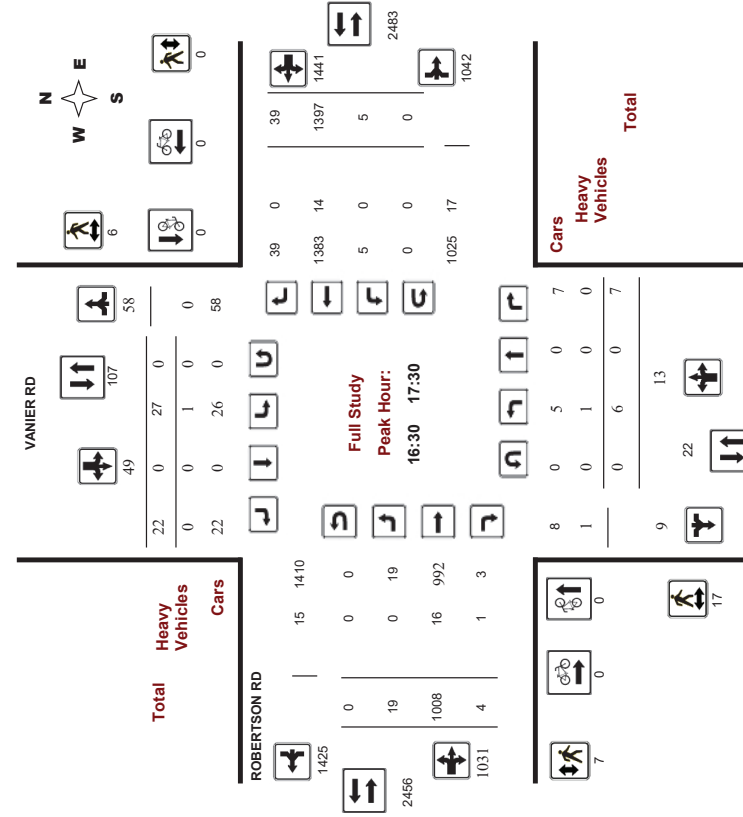 VANIER RD
N
W E
S
0
6
0
0
107
49
58
22 0 27 0
0 0 1 0 0
22 0 26 0 58
Total
Heavy
Vehicles
Cars
ROBERTSON RD
1425
15 1410
2456
0 0 0
19 0 19
1008 16 992
4 1 3
1031
Full Study
Peak Hour:
16:30 17:30
39 0 39
1383 14 1397
5 0 5
0 0 0
1025 17
1441
2483
1042
Cars
Heavy
Vehicles
Total
8 0 5 0 7
1 0 1 0 0
0 6 0 7
9
22
13
0
0
7
17